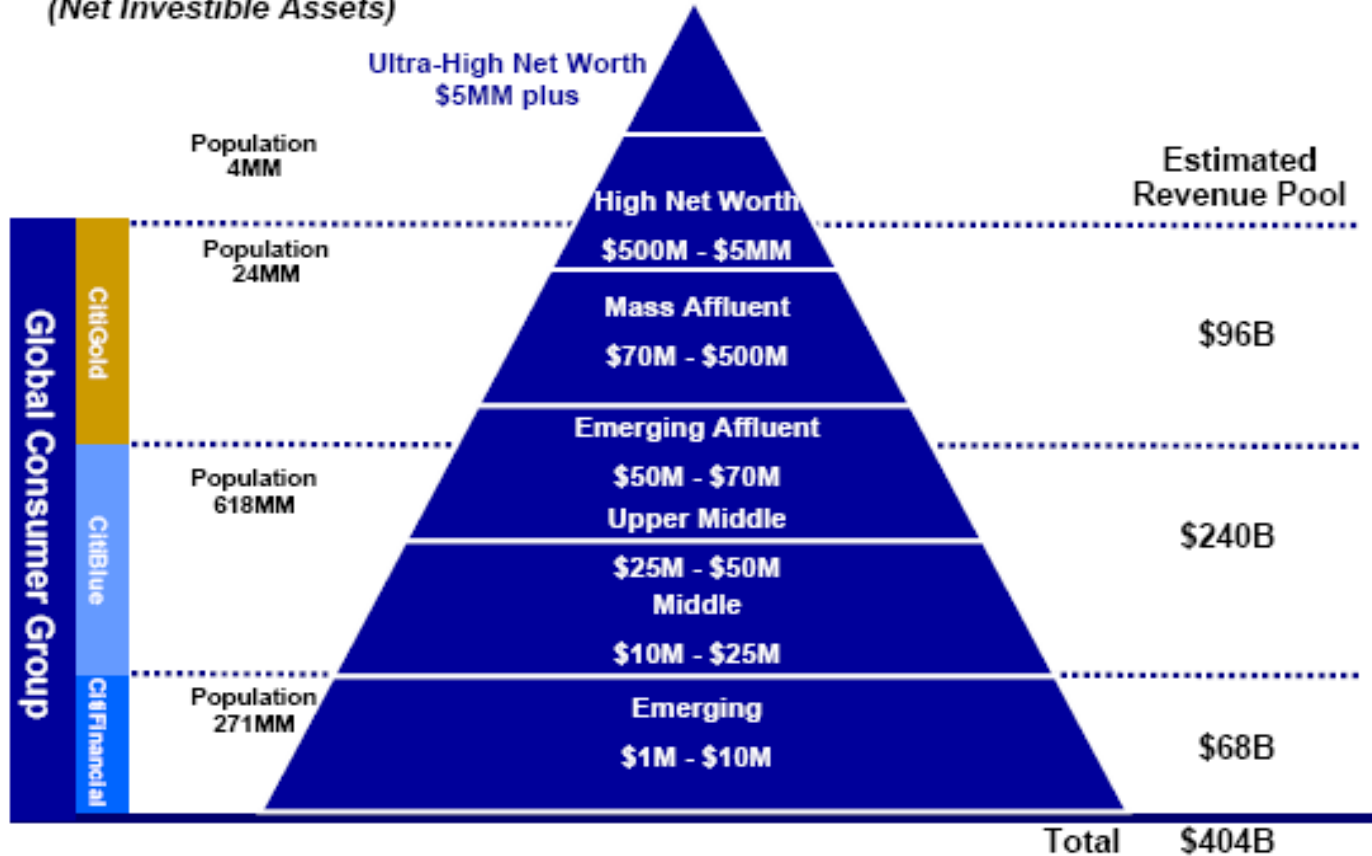 (Net Investible Assets)
Ultra-High Net Worth
$5MM plus
Population
4MM
Estimated
Revenue Pool
High Net Worth
$500M - $5MM
Population
24MM
Mass Affluent
$70M - $500M
$96B
Global Consumer Group
CitiGold
Emerging Affluent
$50M - $70M
Population
618MM
Upper Middle
$25M - $50M
$240B
CitiBlue
Middle
$10M - $25M
Population
271MM
Emerging
$1M - $10M
$68B
CitiFinancial
Total $404B